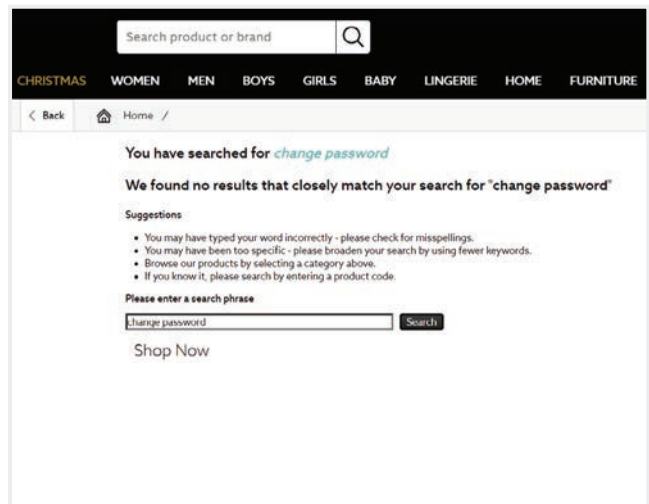 Search product or brand
CHRISTMAS WOMEN MEN BOYS GIRLS BABY LINGERIE HOME FURNITURE
Back Home /
You have searched for change password
We found no results that closely match your search for "change password"
Suggestions
• You may have typed your word incorrectly - please check for misspellings.
• You may have been too specific - please broaden your search by using fewer keywords.
• Browse our products by selecting a category above.
• If you know it, please search by entering a product code.
Please enter a search phrase
change password Search
Shop Now